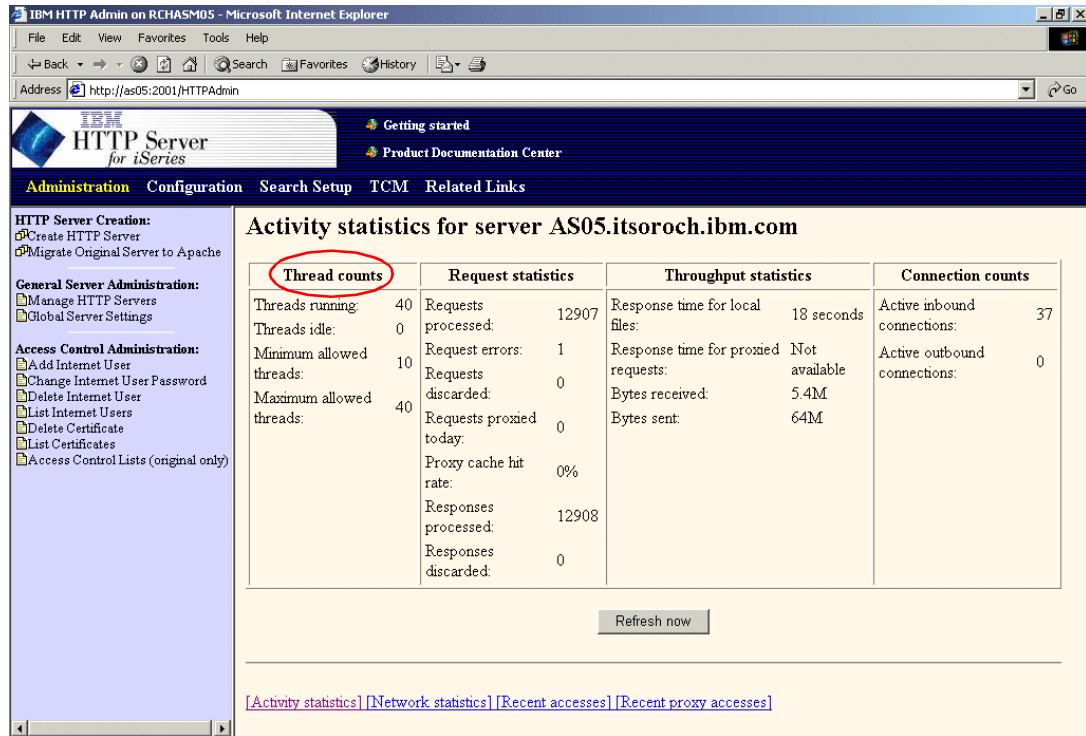 IBM HTTP Admin on RCHASM05 - Microsoft Internet Explorer
File Edit View Favorites Tools Help
Back Search Favorites History
Address http://as05:2001/HTTPAdmin Go
IBM
HTTP Server
for iSeries
Getting started
Product Documentation Center
Administration Configuration Search Setup TCM Related Links
HTTP Server Creation:
Create HTTP Server
Migrate Original Server to Apache
General Server Administration:
Manage HTTP Servers
Global Server Settings
Access Control Administration:
Add Internet User
Change Internet User Password
Delete Internet User
List Internet Users
Delete Certificate
List Certificates
Access Control Lists (original only)
Activity statistics for server AS05.itsoroch.ibm.com
Thread counts
Threads running: 40
Threads idle: 0
Minimum allowed
threads: 10
Maximum allowed
threads: 40
Request statistics
Requests
processed: 12907
Request errors: 1
Requests
discarded: 0
Requests proxied
today: 0
Proxy cache hit
rate: 0%
Responses
processed: 12908
Responses
discarded: 0
Throughput statistics
Response time for local
files: 18 seconds
Response time for proxied
requests: Not
available
Bytes received: 5.4M
Bytes sent: 64M
Connection counts
Active inbound
connections: 37
Active outbound
connections: 0
Refresh now
[Activity statistics] [Network statistics] [Recent accesses] [Recent proxy accesses]